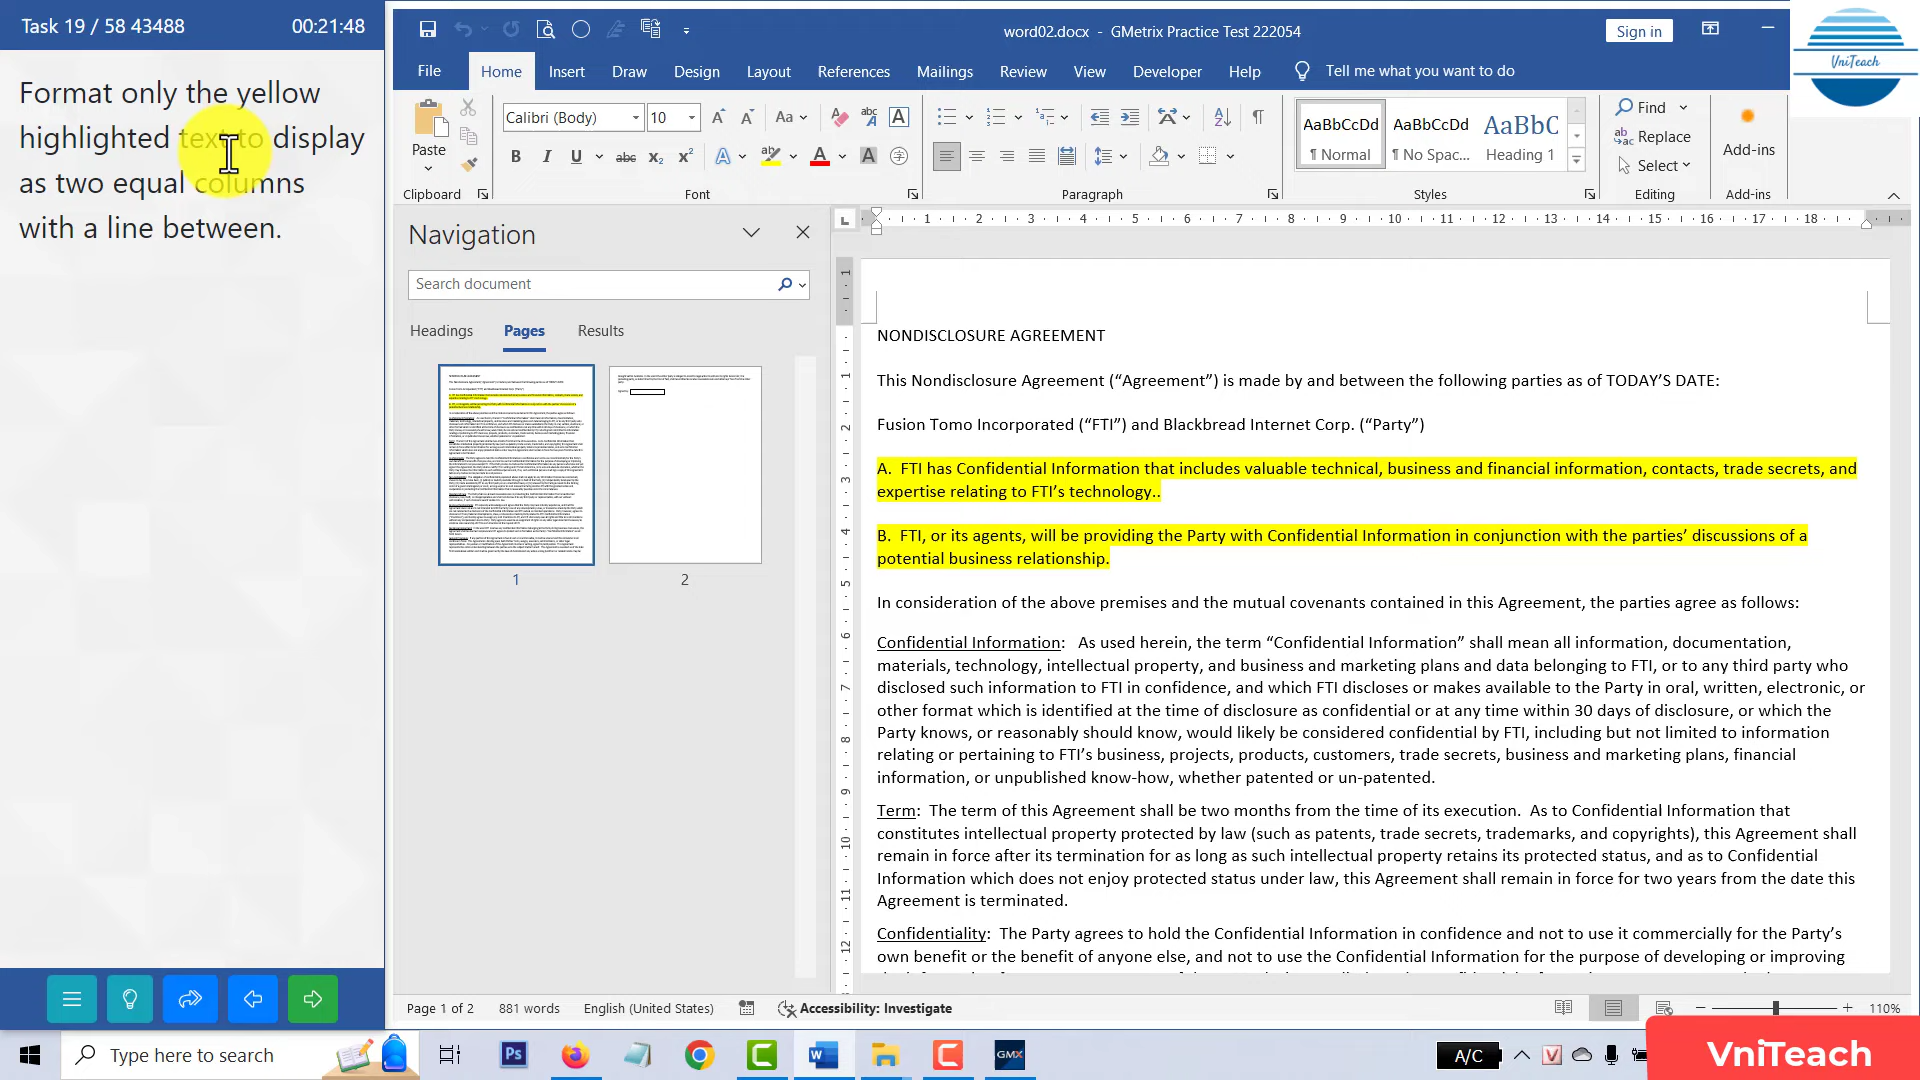 Task 19 / 58 43488
00:21:48
Format only the yellow
highlighted text to display
as two equal columns
with a line between.
word02.docx - GMetrix Practice Test 222054
Sign in
VniTeach
File
Home
Insert
Draw
Design
Layout
References
Mailings
Review
View
Developer
Help
Tell me what you want to do
Paste
Calibri (Body)
10
Clipboard
Font
Paragraph
AaBbCcDd
¶ Normal
AaBbCcDd
¶ No Spac...
AaBbC
Heading 1
Styles
Find
Replace
Select
Editing
Add-ins
Add-ins
Navigation
Search document
Headings
Pages
Results
1
2
NONDISCLOSURE AGREEMENT
This Nondisclosure Agreement (“Agreement”) is made by and between the following parties as of TODAY’S DATE:
Fusion Tomo Incorporated (“FTI”) and Blackbread Internet Corp. (“Party”)
A. FTI has Confidential Information that includes valuable technical, business and financial information, contacts, trade secrets, and
expertise relating to FTI’s technology..
B. FTI, or its agents, will be providing the Party with Confidential Information in conjunction with the parties’ discussions of a
potential business relationship.
In consideration of the above premises and the mutual covenants contained in this Agreement, the parties agree as follows:
Confidential Information: As used herein, the term “Confidential Information” shall mean all information, documentation,
materials, technology, intellectual property, and business and marketing plans and data belonging to FTI, or to any third party who
disclosed such information to FTI in confidence, and which FTI discloses or makes available to the Party in oral, written, electronic, or
other format which is identified at the time of disclosure as confidential or at any time within 30 days of disclosure, or which the
Party knows, or reasonably should know, would likely be considered confidential by FTI, including but not limited to information
relating or pertaining to FTI’s business, projects, products, customers, trade secrets, business and marketing plans, financial
information, or unpublished know-how, whether patented or un-patented.
Term: The term of this Agreement shall be two months from the time of its execution. As to Confidential Information that
constitutes intellectual property protected by law (such as patents, trade secrets, trademarks, and copyrights), this Agreement shall
remain in force after its termination for as long as such intellectual property retains its protected status, and as to Confidential
Information which does not enjoy protected status under law, this Agreement shall remain in force for two years from the date this
Agreement is terminated.
Confidentiality: The Party agrees to hold the Confidential Information in confidence and not to use it commercially for the Party’s
own benefit or the benefit of anyone else, and not to use the Confidential Information for the purpose of developing or improving
Page 1 of 2
881 words
English (United States)
Accessibility: Investigate
110%
Type here to search
A/C
VniTeach